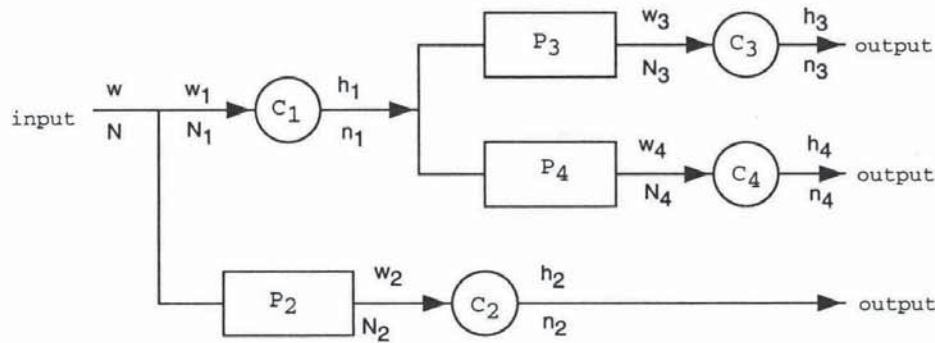 P3 w3 N3 C3 h3 n3 output
input w N w1 N1 C1 h1 n1
P4 w4 N4 C4 h4 n4 output
P2 w2 N2 C2 h2 n2 output